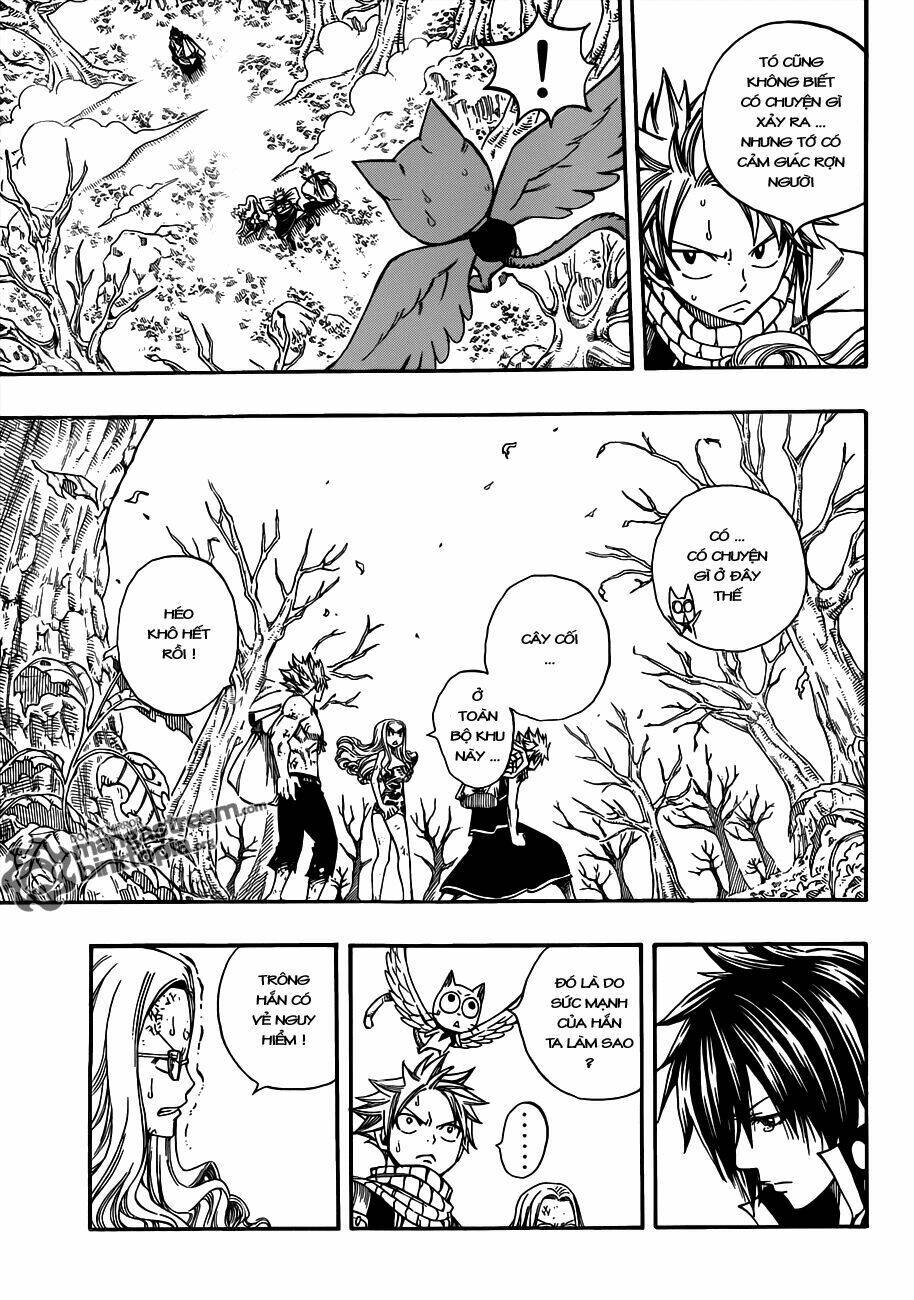 TỚ CŨNG
KHÔNG BIẾT
CÓ CHUYỆN GÌ
XẢY RA ...
NHƯNG TỚ CÓ
CẢM GIÁC RỢN
NGƯỜI
!
CÓ ...
CÓ CHUYỆN
GÌ Ở ĐÂY
THẾ
CÂY CỐI
...
Ở
TOÀN
BỘ KHU
NÀY ...
HÉO
KHÔ HẾT
RỒI !
mangastream.com
ĐÓ LÀ DO
SỨC MẠNH
CỦA HẮN
TA LÀM SAO
?
.....
TRÔNG
HẮN CÓ
VẺ NGUY
HIỂM !